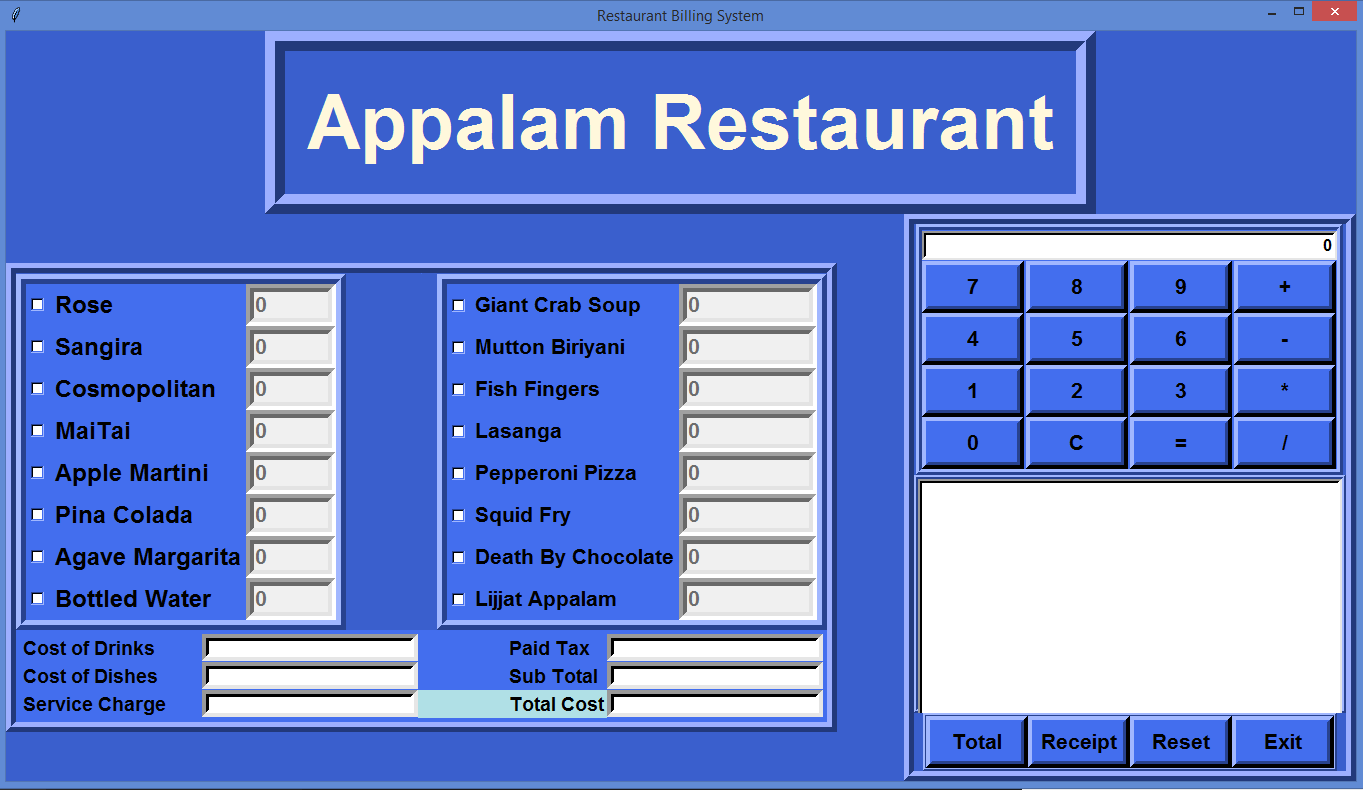 Restaurant Billing System
Appalam Restaurant
0
7 8 9 +
4 5 6 -
1 2 3 *
0 C = /
Rose 0
Sangira 0
Cosmopolitan 0
MaiTai 0
Apple Martini 0
Pina Colada 0
Agave Margarita 0
Bottled Water 0
Giant Crab Soup 0
Mutton Biriyani 0
Fish Fingers 0
Lasanga 0
Pepperoni Pizza 0
Squid Fry 0
Death By Chocolate 0
Lijjat Appalam 0
Cost of Drinks
Cost of Dishes
Service Charge
Paid Tax
Sub Total
Total Cost
Total Receipt Reset Exit